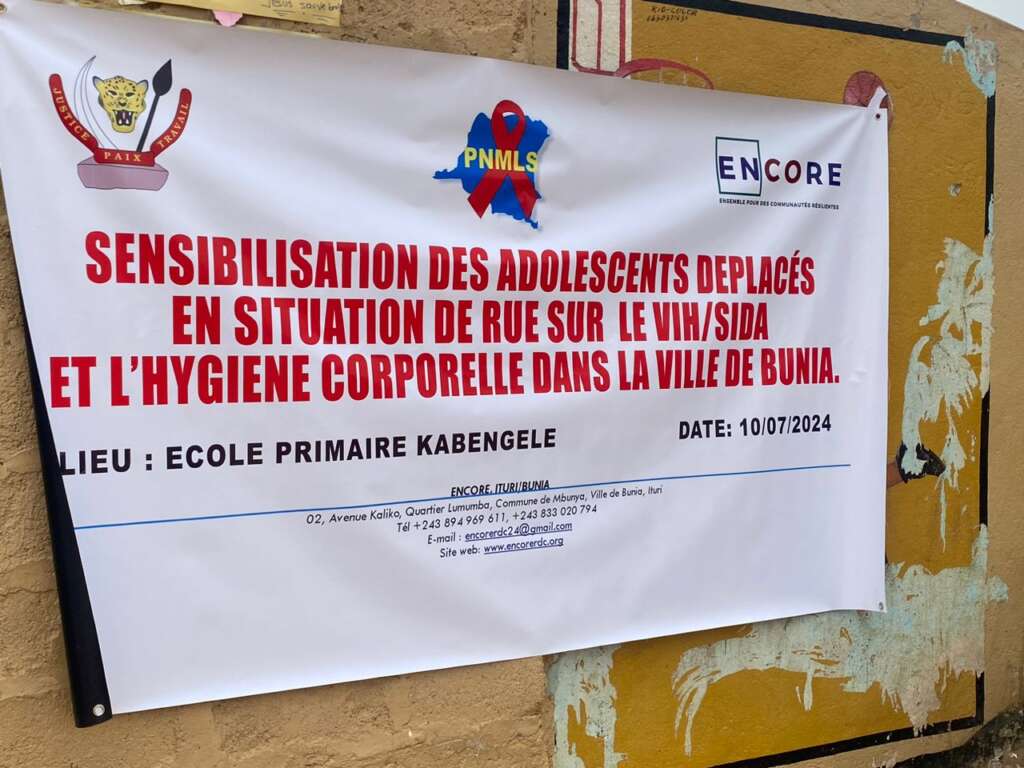 JUSTICE PAIX TRAVAIL
PNMLS
ENCORE
ENSEMBLE POUR DES COMMUNAUTÉS RÉSILIENTES
SENSIBILISATION DES ADOLESCENTS DEPLACÉS
EN SITUATION DE RUE SUR LE VIH/SIDA
ET L'HYGIENE CORPORELLE DANS LA VILLE DE BUNIA.
LIEU : ECOLE PRIMAIRE KABENGELE
DATE: 10/07/2024
ENCORE, ITURI/BUNIA
02, Avenue Kaliko, Quartier Lumumba, Commune de Mbunya, Ville de Bunia, Ituri
Tél +243 894 969 611, +243 833 020 794
E-mail : encorerdc24@gmail.com
Site web: www.encorerdc.org